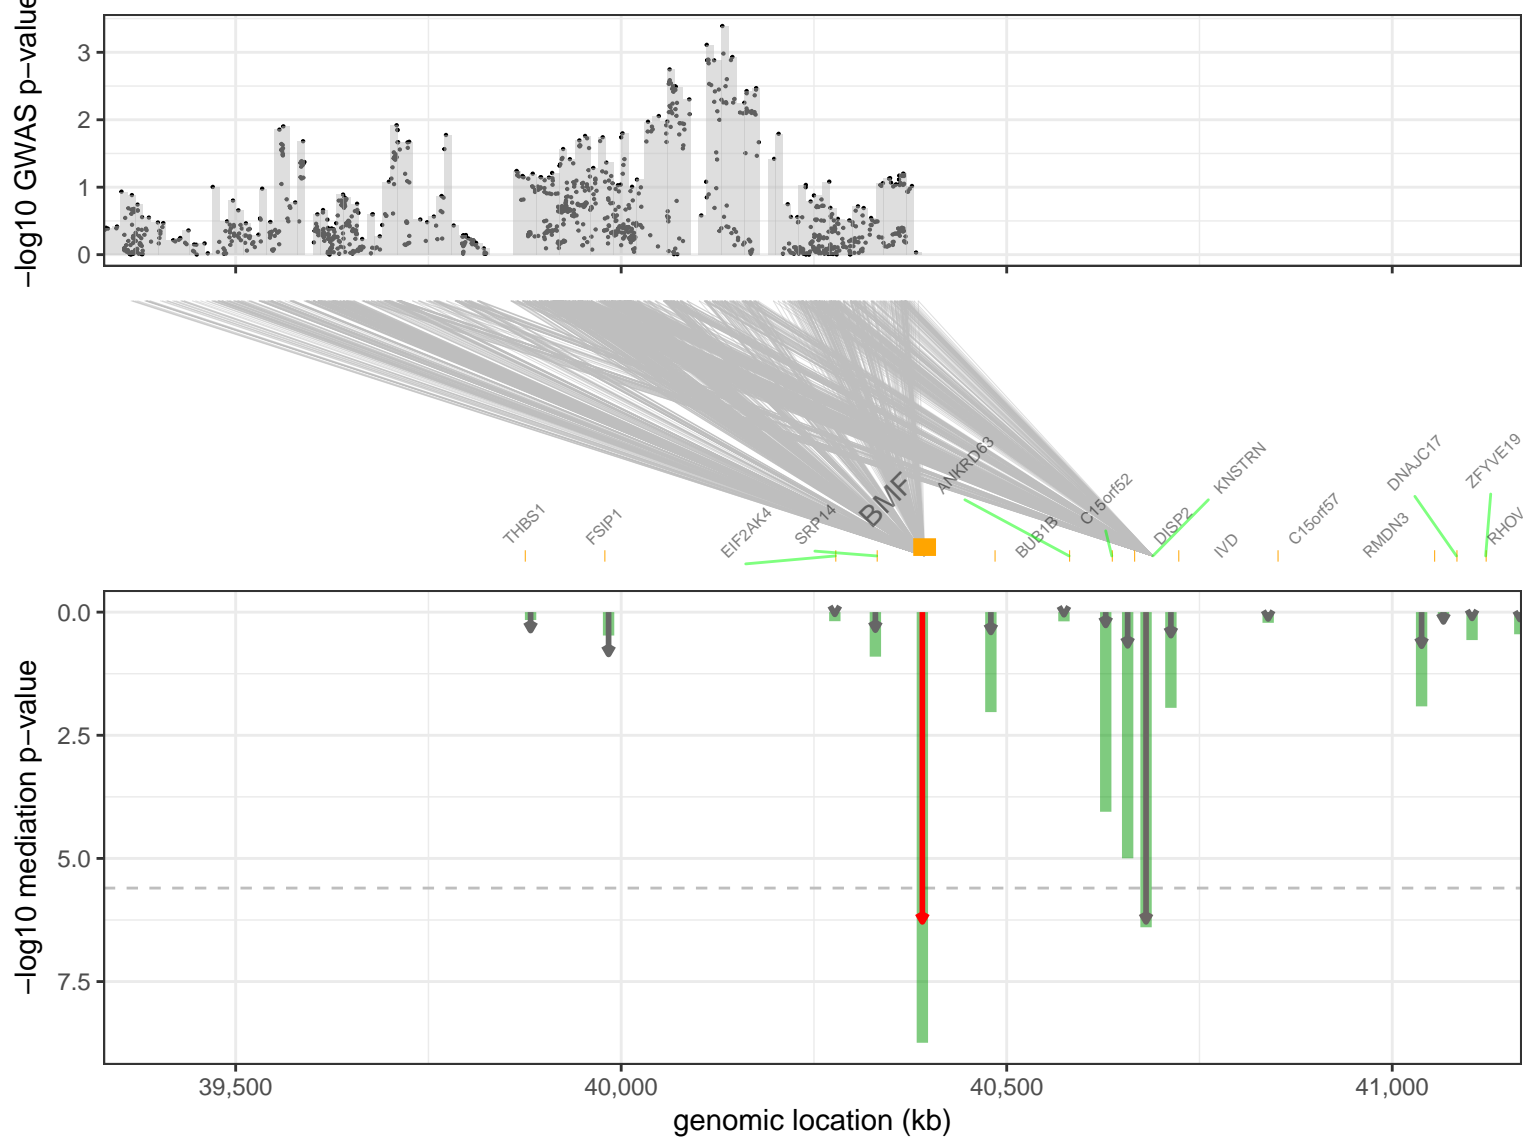 −log10 GWAS p−value
3
2
1
0
THBS1
FSIP1
EIF2AK4
SRP14
BMF
ANKRD63
BUB1B
C15orf52
DISP2
KNSTRN
IVD
C15orf57
RMDN3
DNAJC17
ZFYVE19
RHOV
−log10 mediation p−value
0.0
2.5
5.0
7.5
39,500
40,000
40,500
41,000
genomic location (kb)